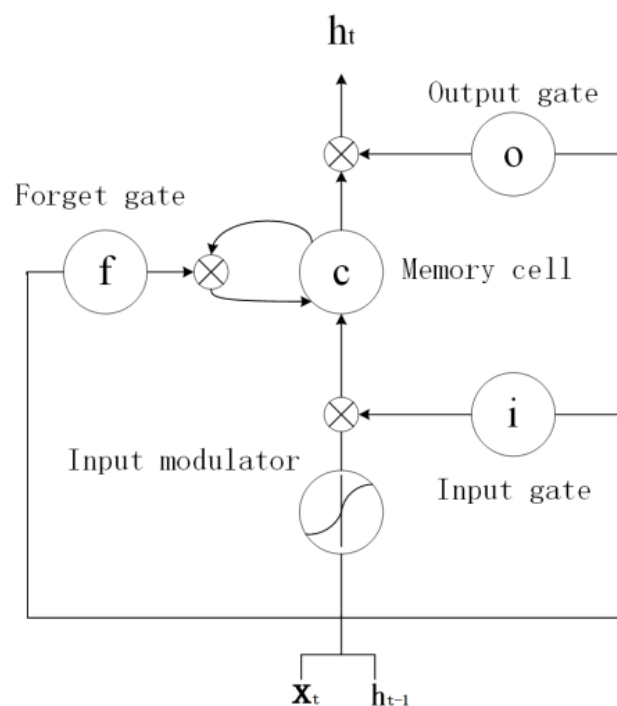 ht
Output gate
o
Forget gate
f
c
Memory cell
i
Input modulator
Input gate
xt
ht-1